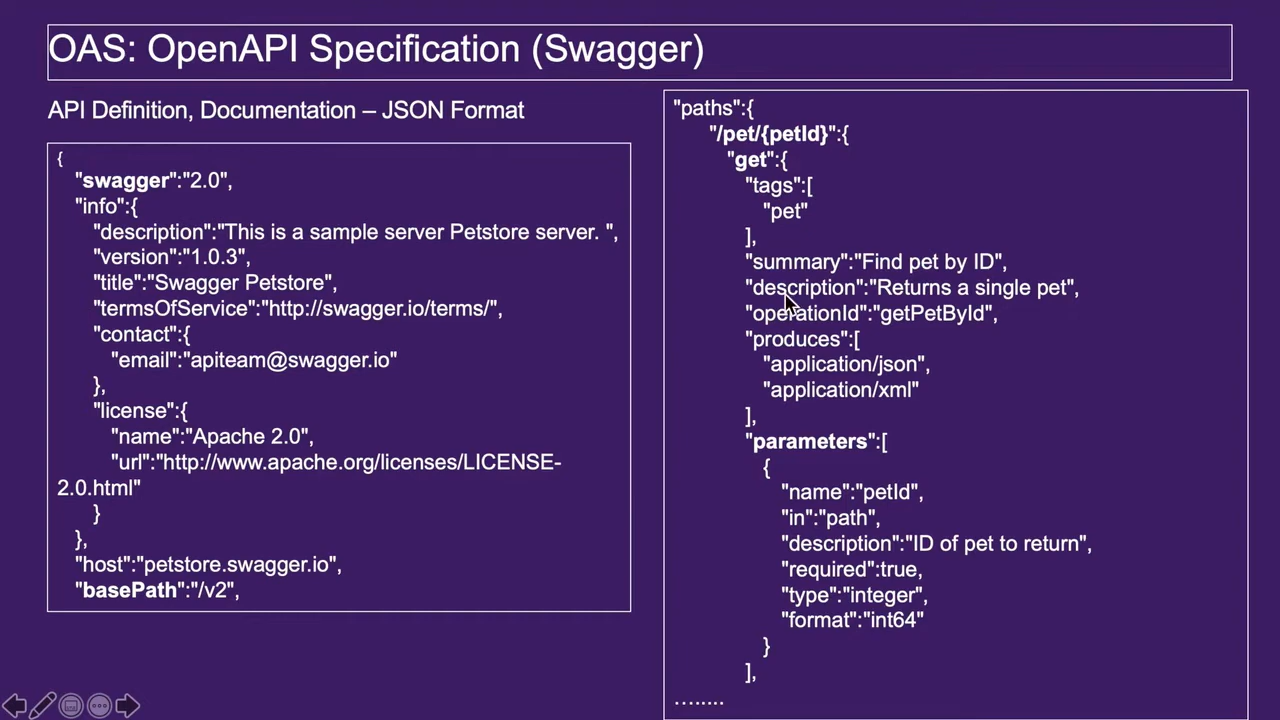 OAS: OpenAPI Specification (Swagger)
API Definition, Documentation – JSON Format
{
"swagger":"2.0",
"info":{
"description":"This is a sample server Petstore server. ",
"version":"1.0.3",
"title":"Swagger Petstore",
"termsOfService":"http://swagger.io/terms/",
"contact":{
"email":"apiteam@swagger.io"
},
"license":{
"name":"Apache 2.0",
"url":"http://www.apache.org/licenses/LICENSE-
2.0.html"
}
},
"host":"petstore.swagger.io",
"basePath":"/v2",
"paths":{
"/pet/{petId}":{
"get":{
"tags":[
"pet"
],
"summary":"Find pet by ID",
"description":"Returns a single pet",
"operationId":"getPetById",
"produces":[
"application/json",
"application/xml"
],
"parameters":[
{
"name":"petId",
"in":"path",
"description":"ID of pet to return",
"required":true,
"type":"integer",
"format":"int64"
}
],
........